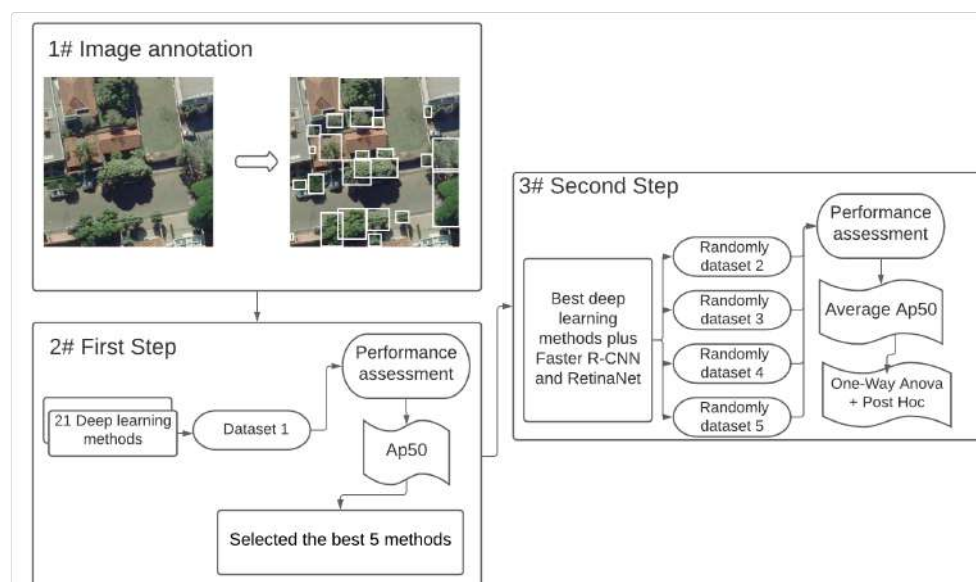 1# Image annotation
2# First Step
21 Deep learning
methods
Dataset 1
Performance
assessment
Ap50
Selected the best 5 methods
3# Second Step
Best deep
learning
methods plus
Faster R-CNN
and RetinaNet
Randomly
dataset 2
Randomly
dataset 3
Randomly
dataset 4
Randomly
dataset 5
Performance
assessment
Average Ap50
One-Way Anova
+ Post Hoc